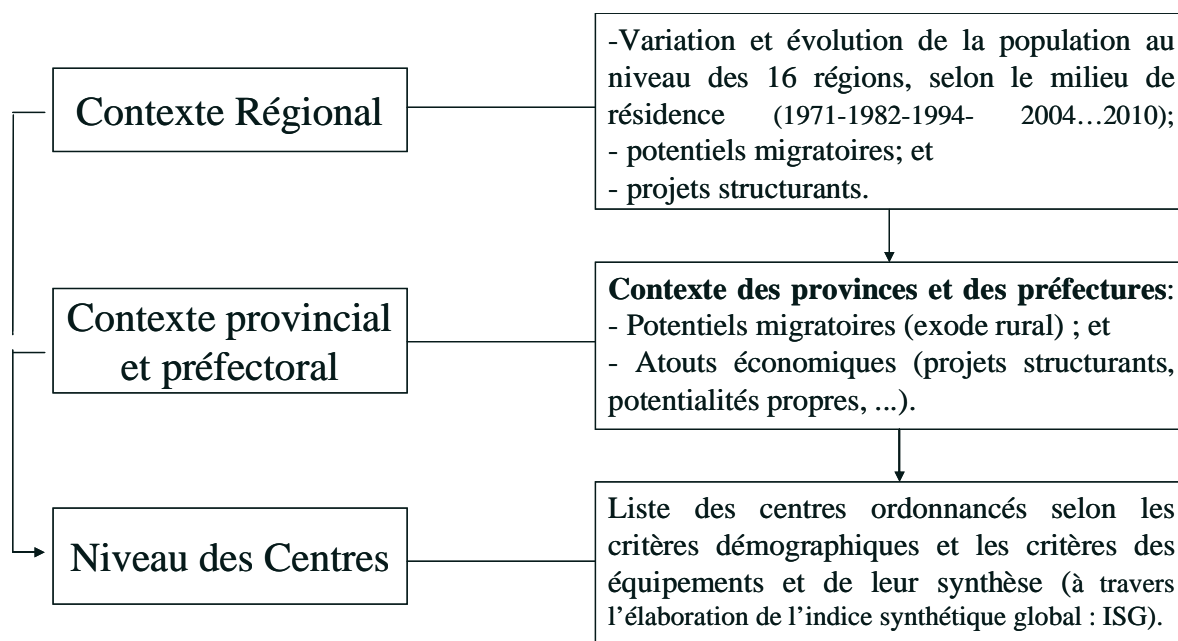 Contexte Régional
-Variation et évolution de la population au
niveau des 16 régions, selon le milieu de
résidence (1971-1982-1994- 2004…2010);
- potentiels migratoires; et
- projets structurants.
Contexte provincial
et préfectoral
Contexte des provinces et des préfectures:
- Potentiels migratoires (exode rural) ; et
- Atouts économiques (projets structurants,
potentialités propres, ...).
Niveau des Centres
Liste des centres ordonnancés selon les
critères démographiques et les critères des
équipements et de leur synthèse (à travers
l’élaboration de l’indice synthétique global : ISG).